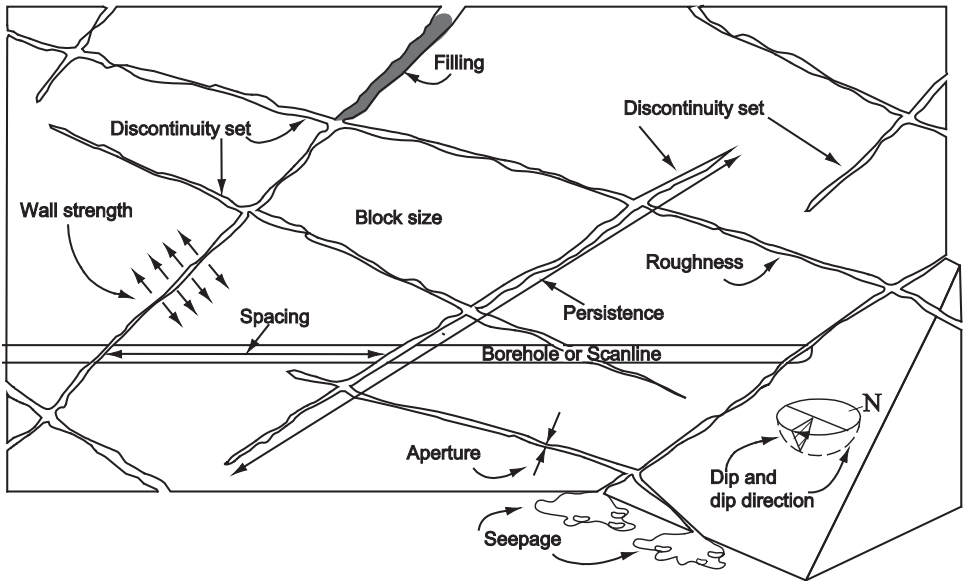 Filling
Discontinuity set
Discontinuity set
Wall strength
Block size
Roughness
Persistence
Spacing
Borehole or Scanline
N
Aperture
Dip and
dip direction
Seepage